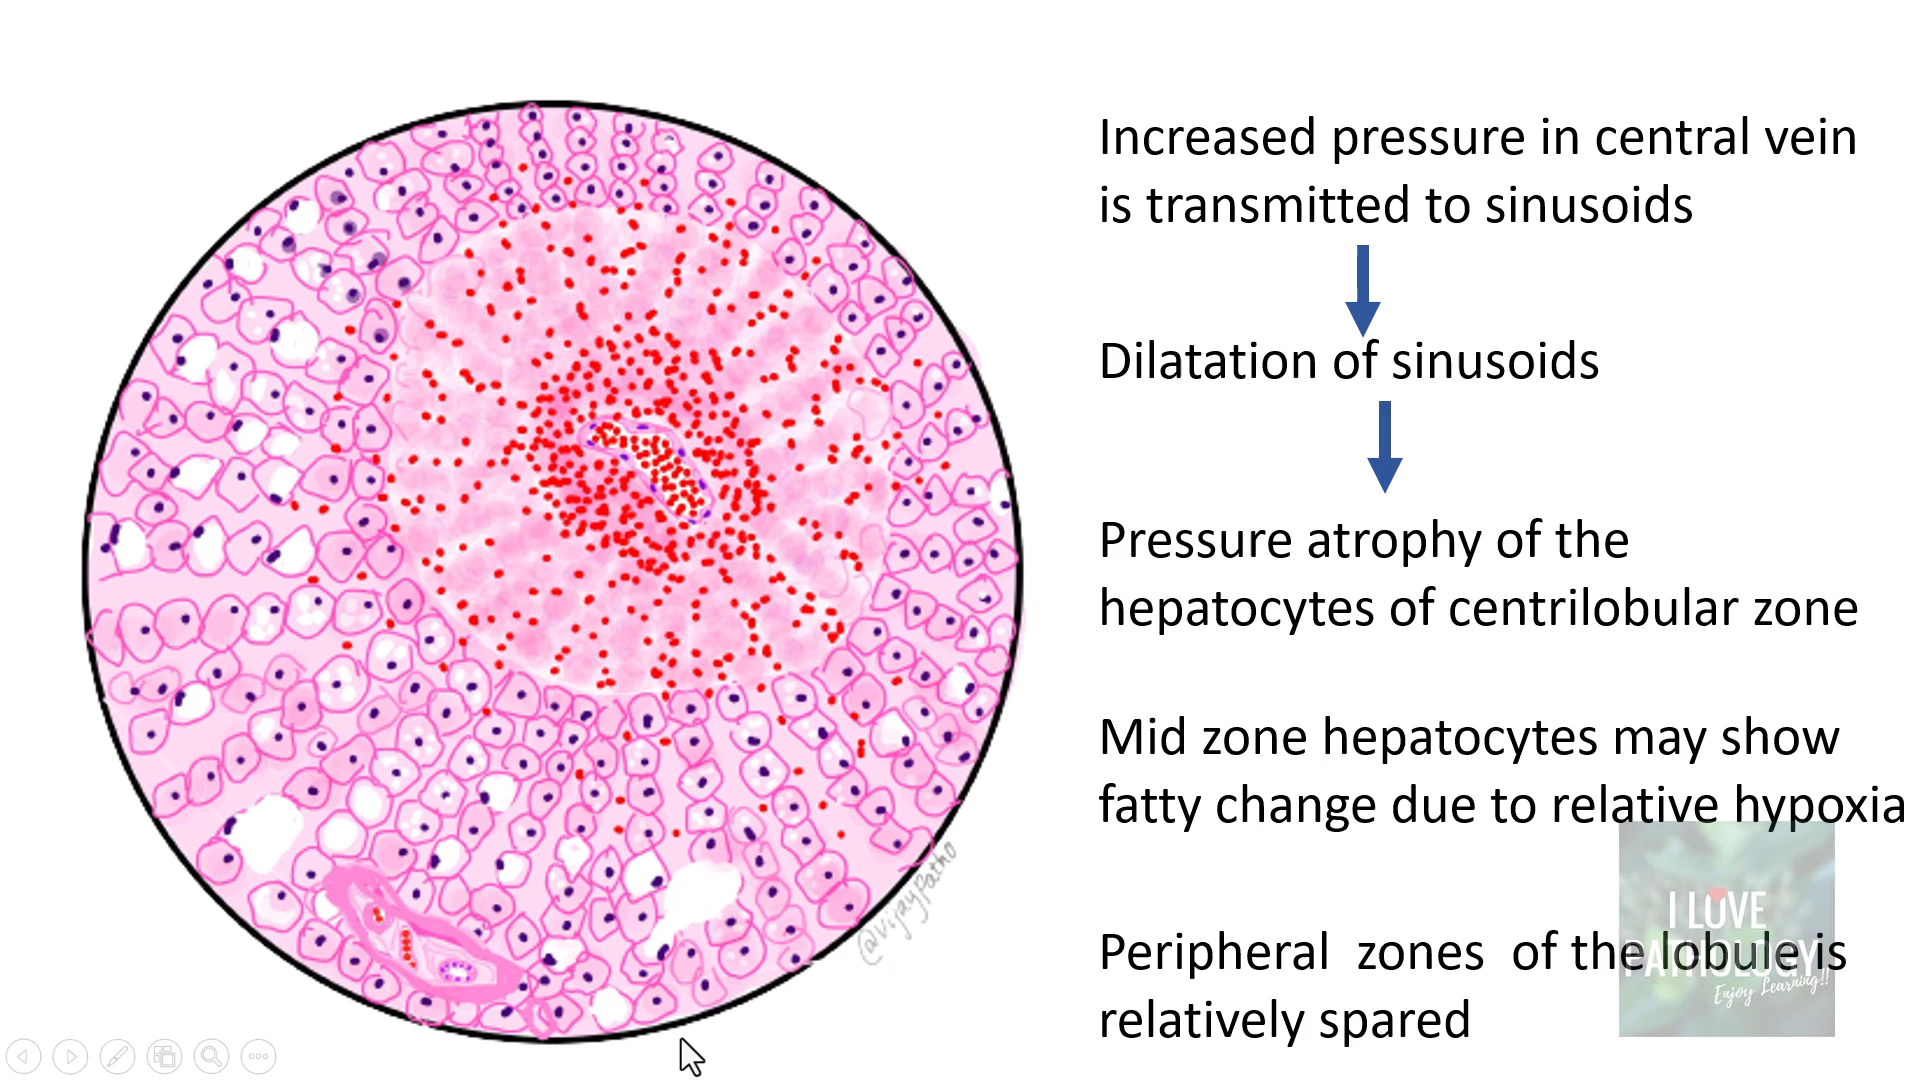 Increased pressure in central vein
is transmitted to sinusoids
Dilatation of sinusoids
Pressure atrophy of the
hepatocytes of centrilobular zone
Mid zone hepatocytes may show
fatty change due to relative hypoxia
Peripheral zones of the lobule is
relatively spared
@vijaypatho
I LOVE
PATHOLOGY
Enjoy Learning!!